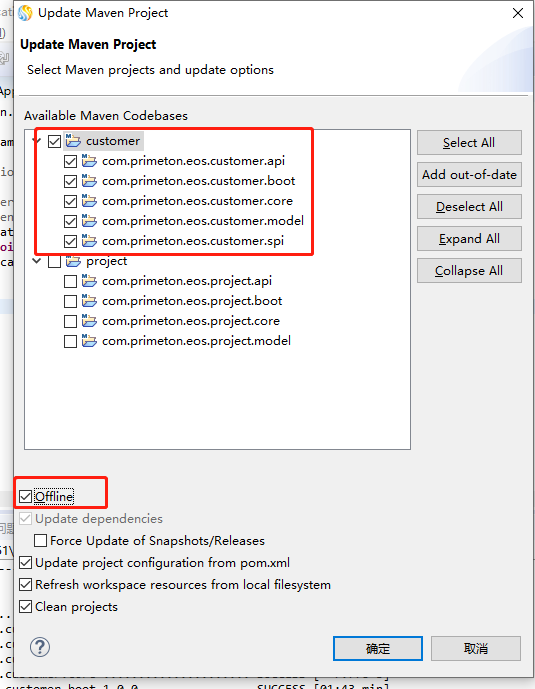 Update Maven Project
Update Maven Project
Select Maven projects and update options
Available Maven Codebases
customer
com.primeton.eos.customer.api
com.primeton.eos.customer.boot
com.primeton.eos.customer.core
com.primeton.eos.customer.model
com.primeton.eos.customer.spi
project
com.primeton.eos.project.api
com.primeton.eos.project.boot
com.primeton.eos.project.core
com.primeton.eos.project.model
Select All
Add out-of-date
Deselect All
Expand All
Collapse All
Offline
Update dependencies
Force Update of Snapshots/Releases
Update project configuration from pom.xml
Refresh workspace resources from local filesystem
Clean projects
确定
取消